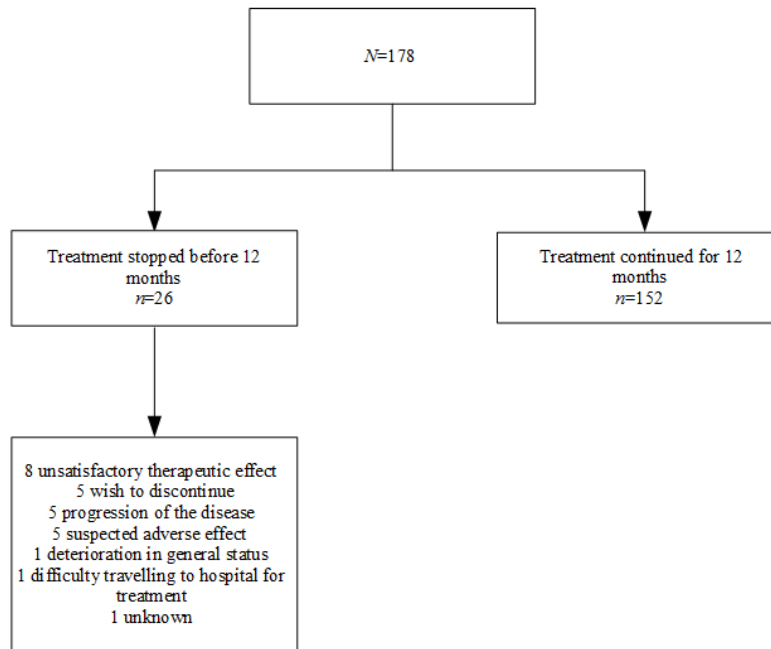 N=178
Treatment stopped before 12
months
n=26
Treatment continued for 12
months
n=152
8 unsatisfactory therapeutic effect
5 wish to discontinue
5 progression of the disease
5 suspected adverse effect
1 deterioration in general status
1 difficulty travelling to hospital for
treatment
1 unknown